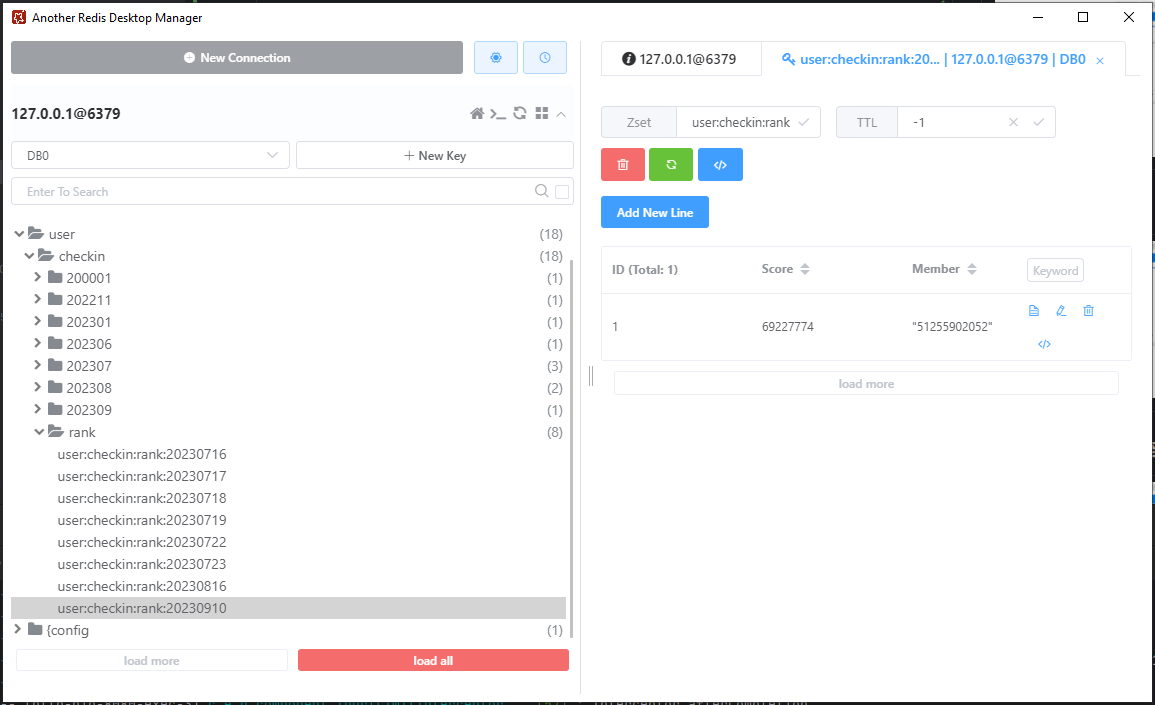 Another Redis Desktop Manager
New Connection
127.0.0.1@6379
DB0
New Key
Enter To Search
user (18)
checkin (18)
200001 (1)
202211 (1)
202301 (1)
202306 (1)
202307 (3)
202308 (2)
202309 (1)
rank (8)
user:checkin:rank:20230716
user:checkin:rank:20230717
user:checkin:rank:20230718
user:checkin:rank:20230719
user:checkin:rank:20230722
user:checkin:rank:20230723
user:checkin:rank:20230816
user:checkin:rank:20230910
{config (1)
load more load all
127.0.0.1@6379 user:checkin:rank:20... | 127.0.0.1@6379 | DB0
Zset user:checkin:rank TTL -1
Add New Line
ID (Total: 1) Score Member Keyword
1 69227774 "51255902052"
load more